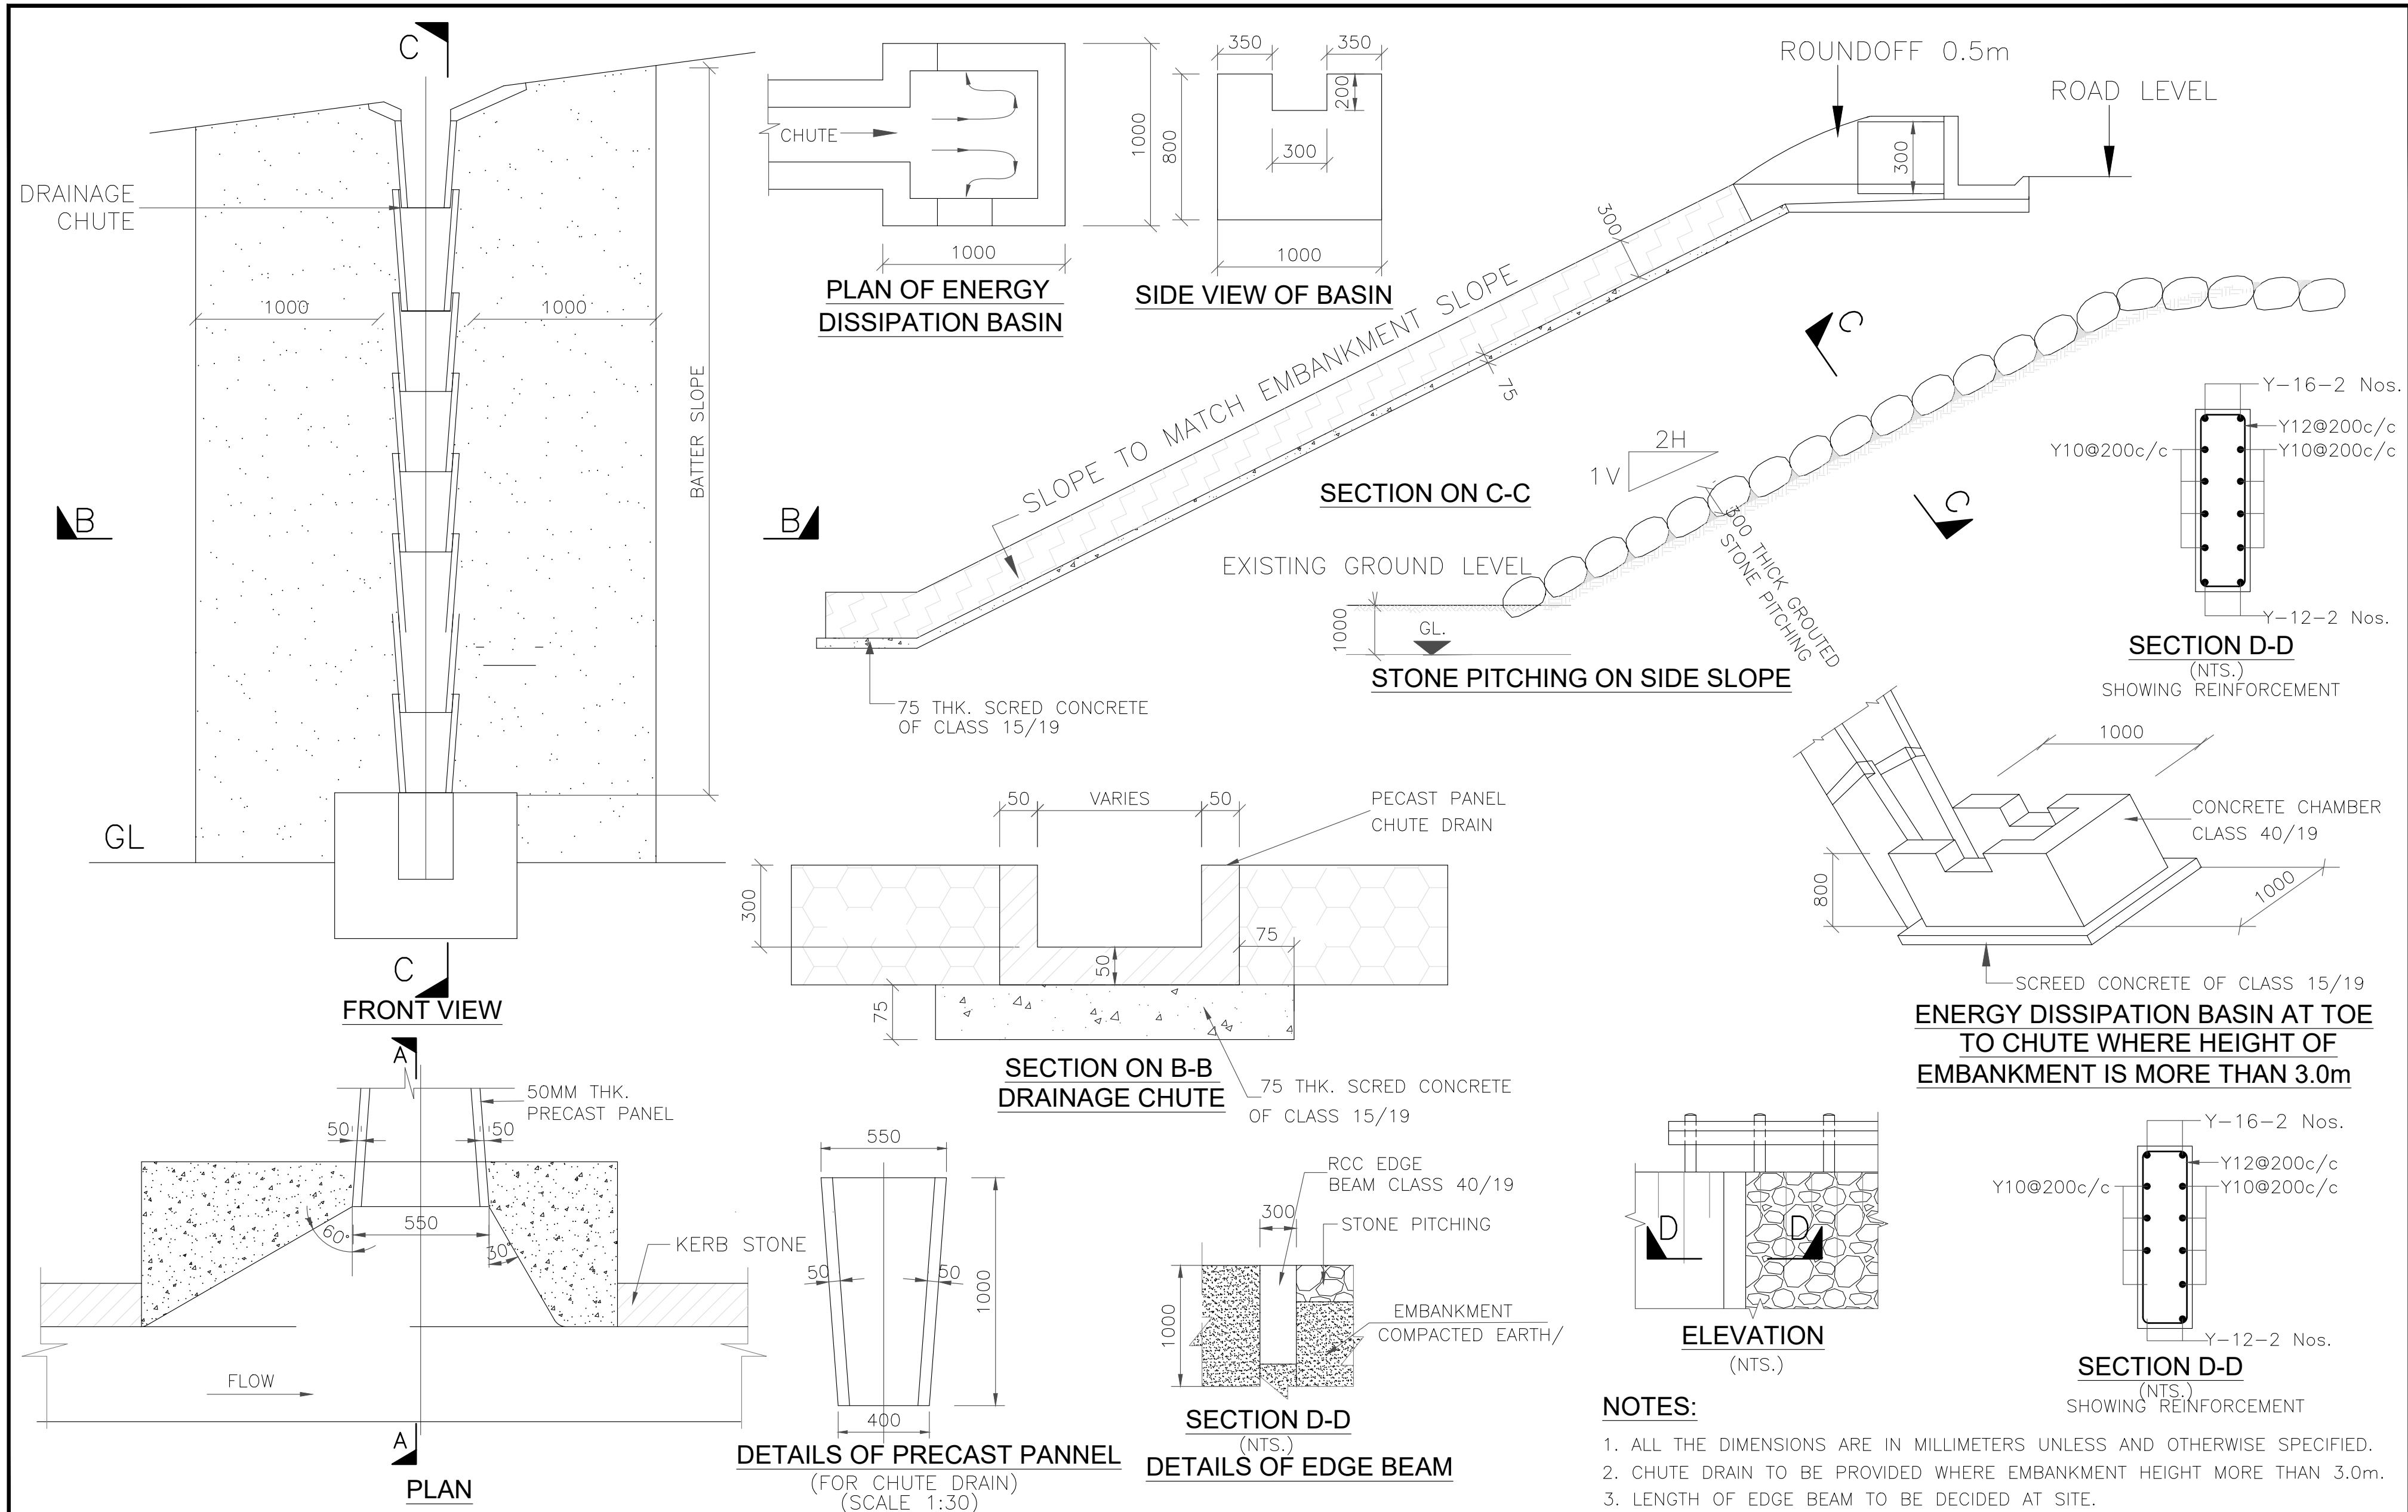 C
DRAINAGE
CHUTE
1000
1000
BATTER SLOPE
B
B
GL
C
FRONT VIEW
CHUTE
1000
1000
PLAN OF ENERGY
DISSIPATION BASIN
350
350
200
800
300
1000
SIDE VIEW OF BASIN
ROUNDOFF 0.5m
ROAD LEVEL
300
300
SLOPE TO MATCH EMBANKMENT SLOPE
75
SECTION ON C-C
75 THK. SCRED CONCRETE
OF CLASS 15/19
C
C
2H
1V
EXISTING GROUND LEVEL
1000
GL.
300 THICK GROUTED
STONE PITCHING
STONE PITCHING ON SIDE SLOPE
Y-16-2 Nos.
Y12@200c/c
Y10@200c/c
Y10@200c/c
Y-12-2 Nos.
SECTION D-D
(NTS.)
SHOWING REINFORCEMENT
50
VARIES
50
PECAST PANEL
CHUTE DRAIN
300
50
75
75
SECTION ON B-B
DRAINAGE CHUTE
75 THK. SCRED CONCRETE
OF CLASS 15/19
1000
CONCRETE CHAMBER
CLASS 40/19
800
1000
SCREED CONCRETE OF CLASS 15/19
ENERGY DISSIPATION BASIN AT TOE
TO CHUTE WHERE HEIGHT OF
EMBANKMENT IS MORE THAN 3.0m
A
50MM THK.
PRECAST PANEL
50
50
60°
550
30°
KERB STONE
FLOW
A
PLAN
550
50
50
1000
400
DETAILS OF PRECAST PANNEL
(FOR CHUTE DRAIN)
(SCALE 1:30)
RCC EDGE
BEAM CLASS 40/19
300
STONE PITCHING
1000
EMBANKMENT
COMPACTED EARTH/
SECTION D-D
(NTS.)
DETAILS OF EDGE BEAM
D
D
ELEVATION
(NTS.)
Y-16-2 Nos.
Y12@200c/c
Y10@200c/c
Y10@200c/c
Y-12-2 Nos.
SECTION D-D
(NTS.)
SHOWING REINFORCEMENT
NOTES:
1. ALL THE DIMENSIONS ARE IN MILLIMETERS UNLESS AND OTHERWISE SPECIFIED.
2. CHUTE DRAIN TO BE PROVIDED WHERE EMBANKMENT HEIGHT MORE THAN 3.0m.
3. LENGTH OF EDGE BEAM TO BE DECIDED AT SITE.